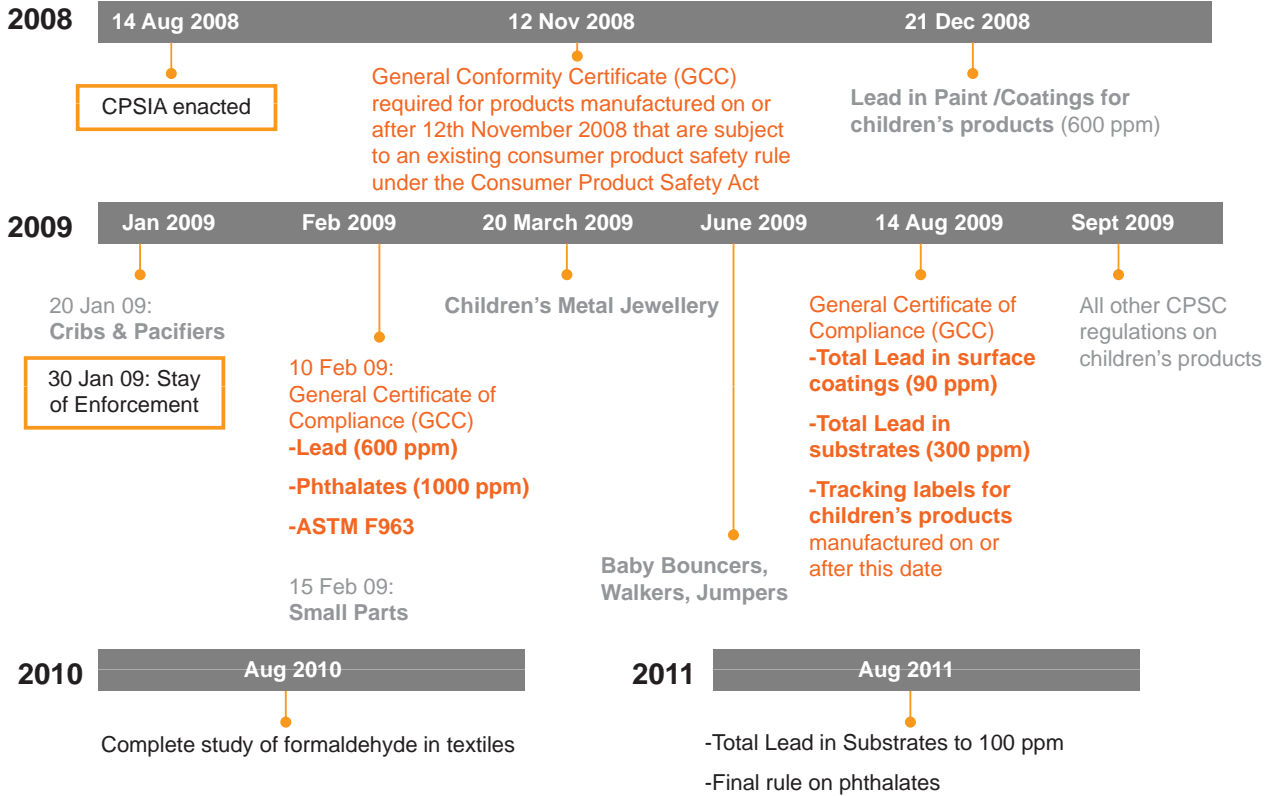 2008
14 Aug 2008
12 Nov 2008
21 Dec 2008
CPSIA enacted
General Conformity Certificate (GCC)
required for products manufactured on or
after 12th November 2008 that are subject
to an existing consumer product safety rule
under the Consumer Product Safety Act
Lead in Paint /Coatings for
children's products (600 ppm)
2009
Jan 2009
Feb 2009
20 March 2009
June 2009
14 Aug 2009
Sept 2009
20 Jan 09:
Cribs & Pacifiers
30 Jan 09: Stay
of Enforcement
10 Feb 09:
General Certificate of
Compliance (GCC)
-Lead (600 ppm)
-Phthalates (1000 ppm)
-ASTM F963
15 Feb 09:
Small Parts
Children's Metal Jewellery
Baby Bouncers,
Walkers, Jumpers
General Certificate of
Compliance (GCC)
-Total Lead in surface
coatings (90 ppm)
-Total Lead in
substrates (300 ppm)
-Tracking labels for
children's products
manufactured on or
after this date
All other CPSC
regulations on
children's products
2010
Aug 2010
Complete study of formaldehyde in textiles
2011
Aug 2011
-Total Lead in Substrates to 100 ppm
-Final rule on phthalates